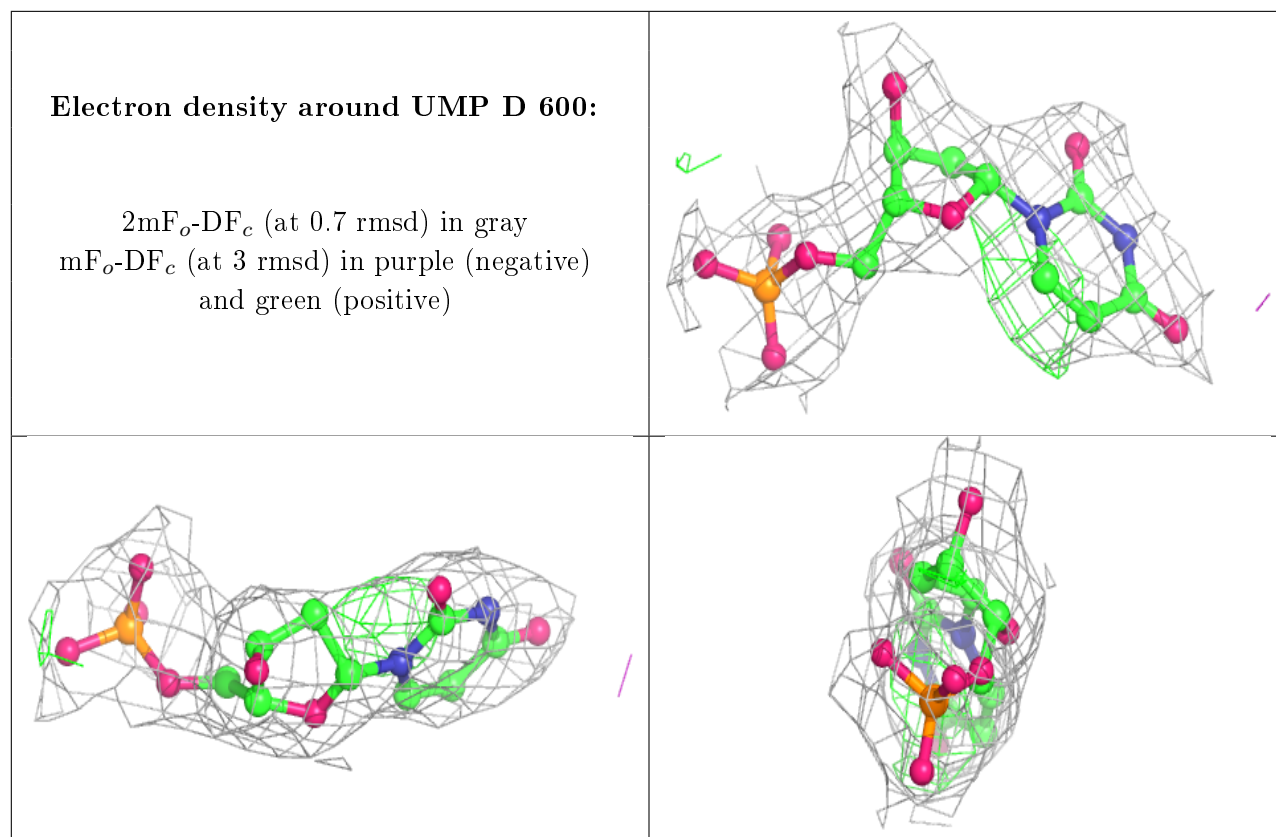 Electron density around UMP D 600:
2mFo-DFc (at 0.7 rmsd) in gray
mFo-DFc (at 3 rmsd) in purple (negative)
and green (positive)